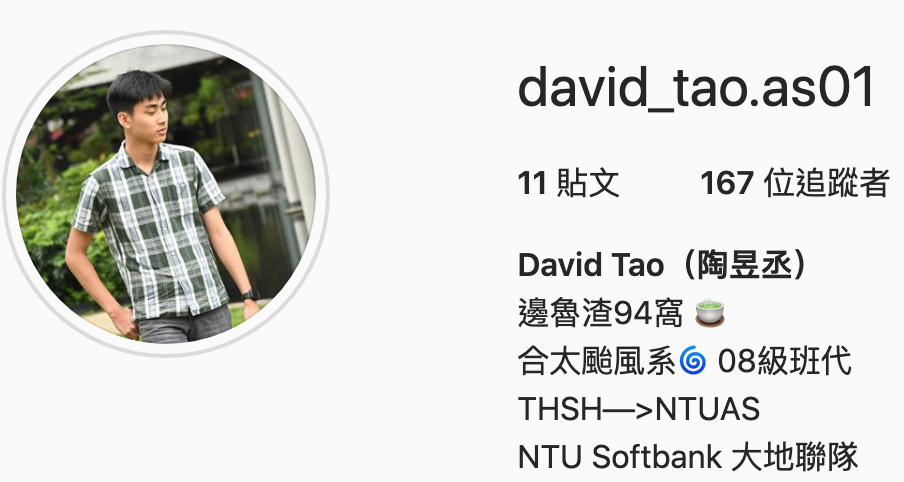 david_tao.as01
11 貼文 167 位追蹤者
David Tao（陶昱丞）
邊魯渣94窩 🍵
合太颱風系🌀 08級班代
THSH—>NTUAS
NTU Softbank 大地聯隊